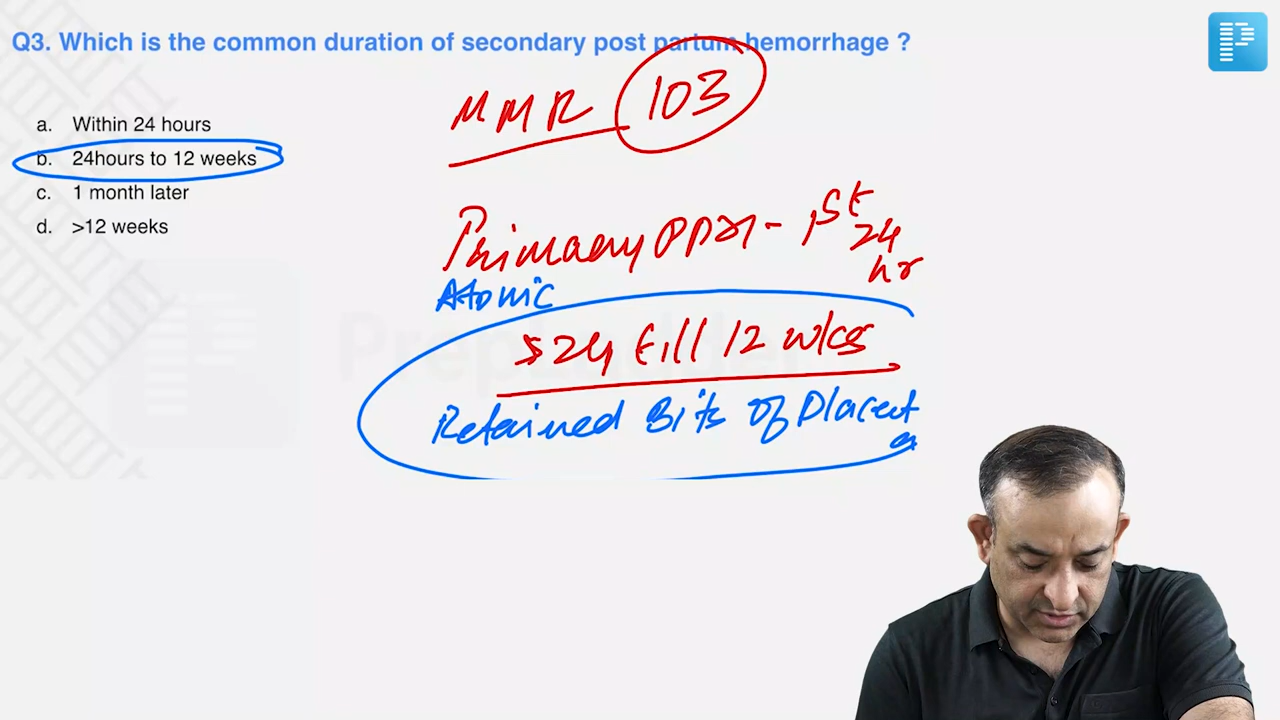 Q3. Which is the common duration of secondary post partum hemorrhage ?
a. Within 24 hours
b. 24hours to 12 weeks
c. 1 month later
d. >12 weeks
MMR 103
Primary PPH - 1st 24 hr
Atonic
>24 till 12 wks
Retained Bits of Placenta